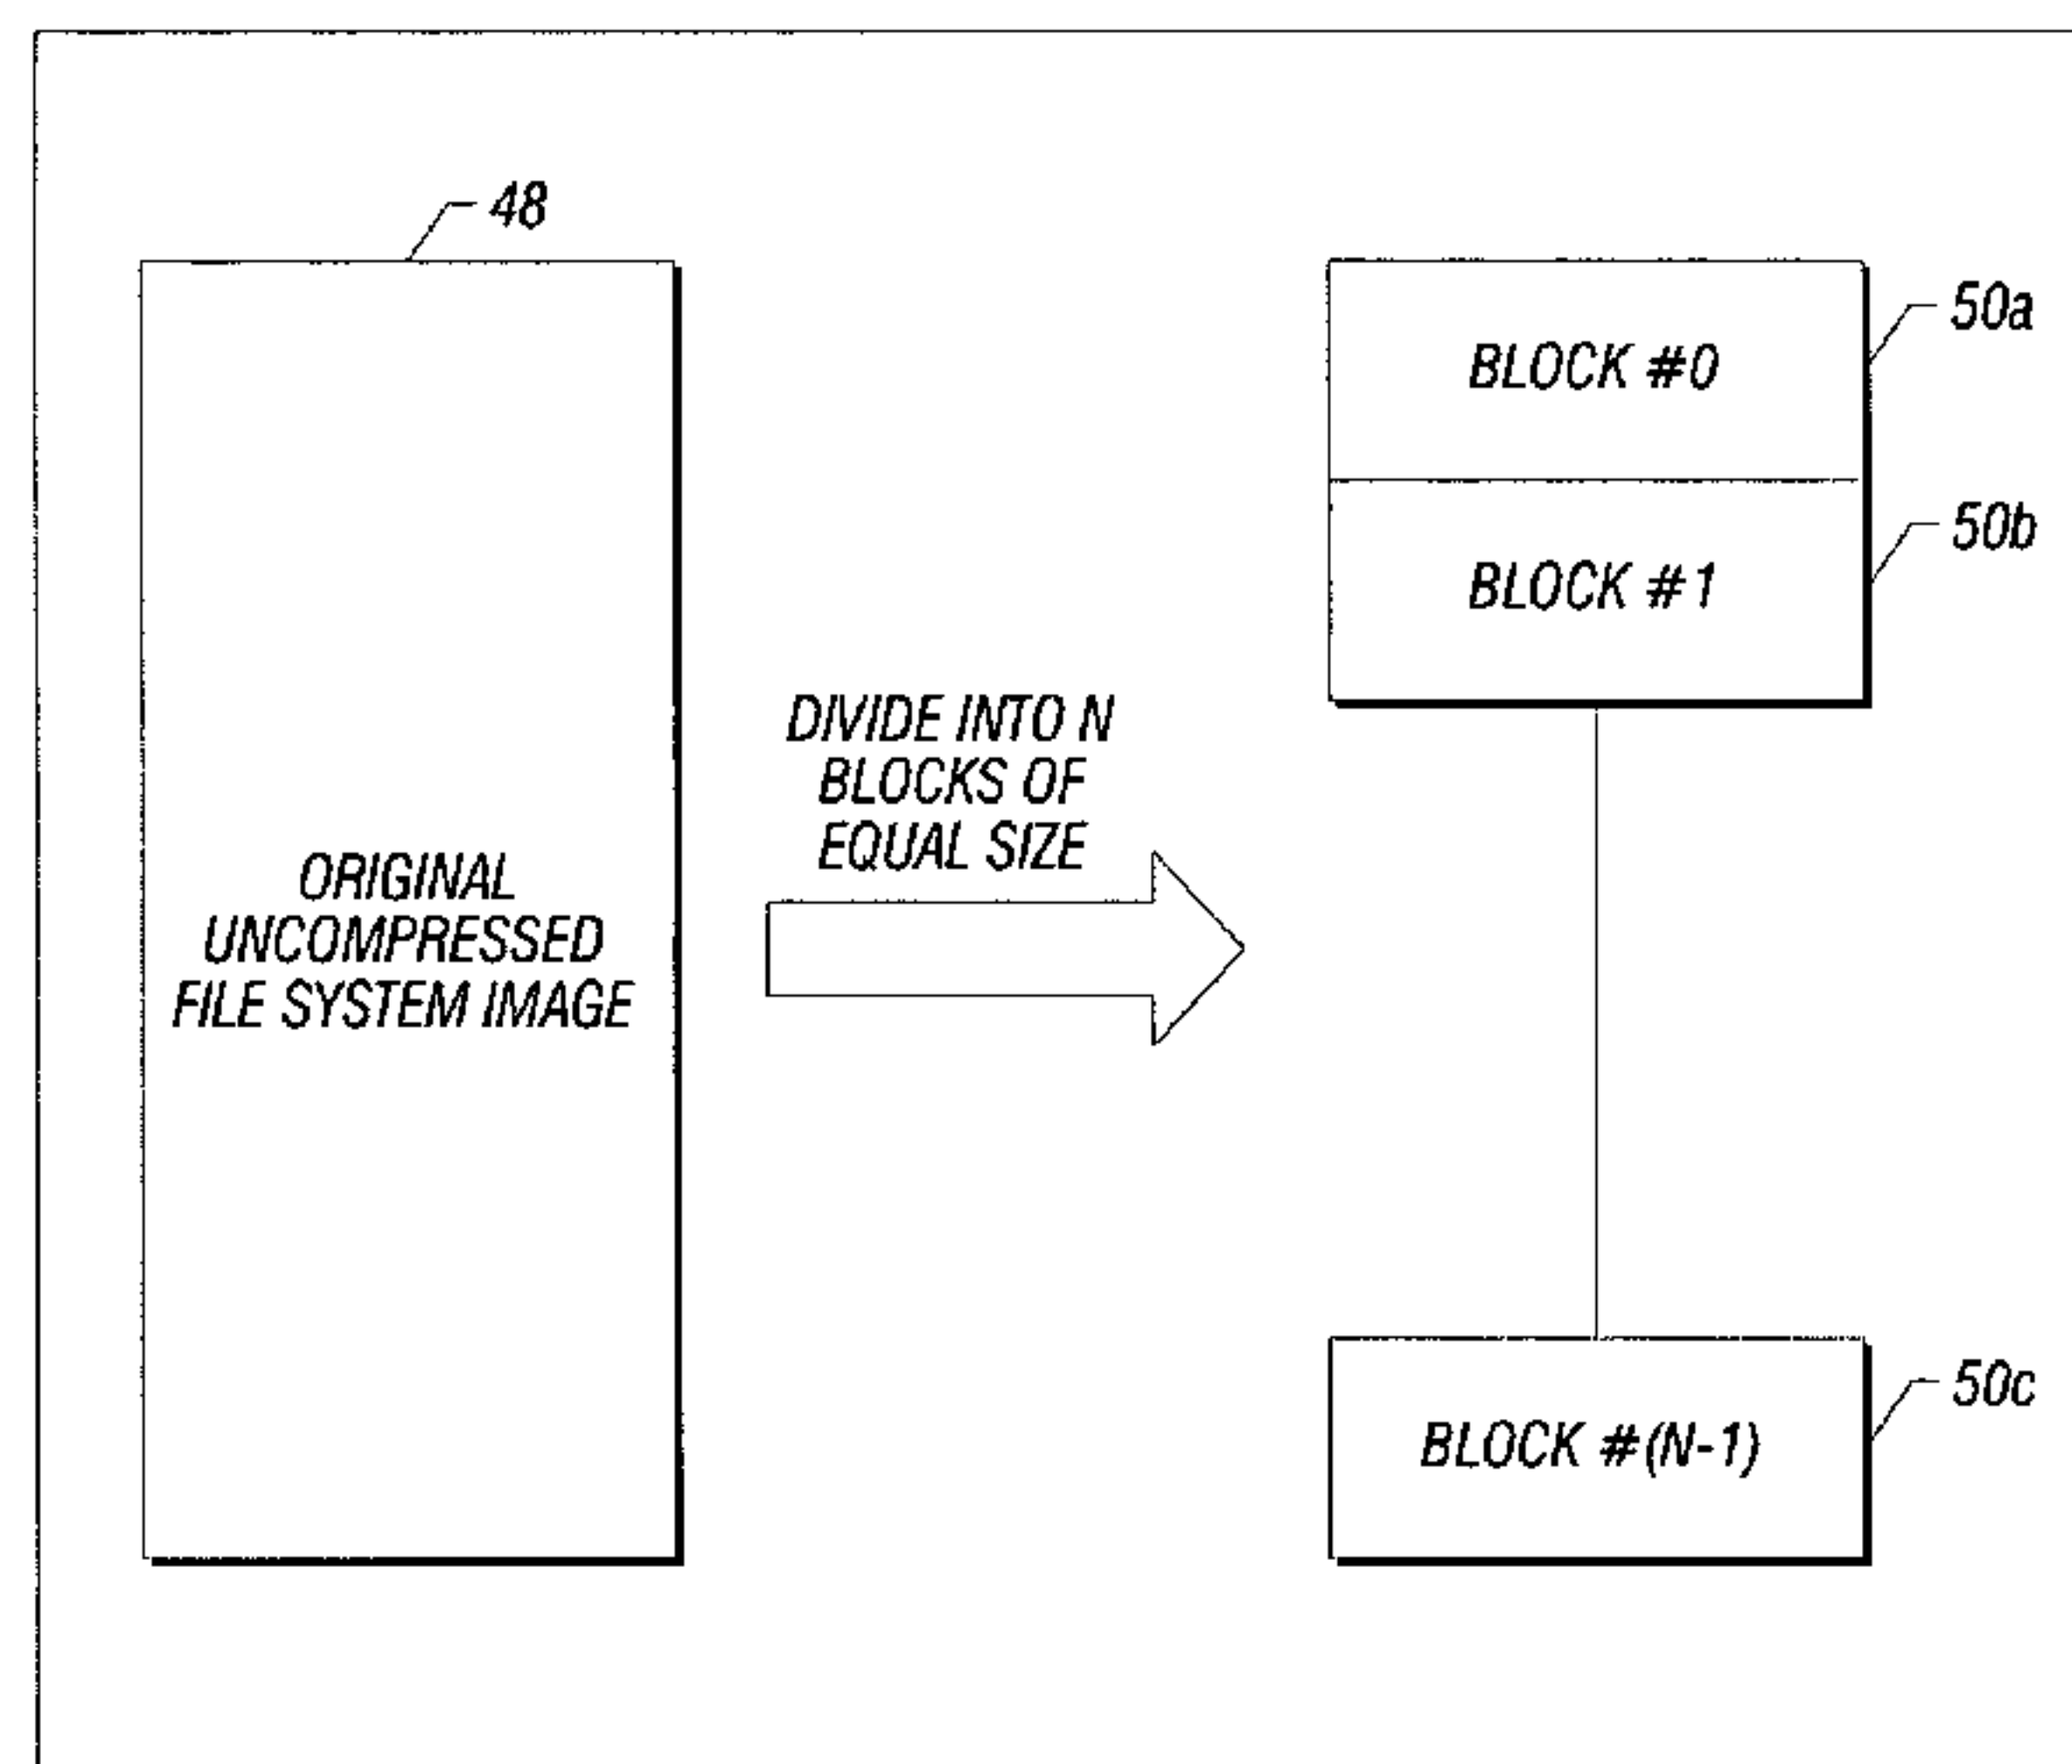 48
ORIGINAL
UNCOMPRESSED
FILE SYSTEM IMAGE
DIVIDE INTO N
BLOCKS OF
EQUAL SIZE
BLOCK #0
50a
BLOCK #1
50b
BLOCK #(N-1)
50c